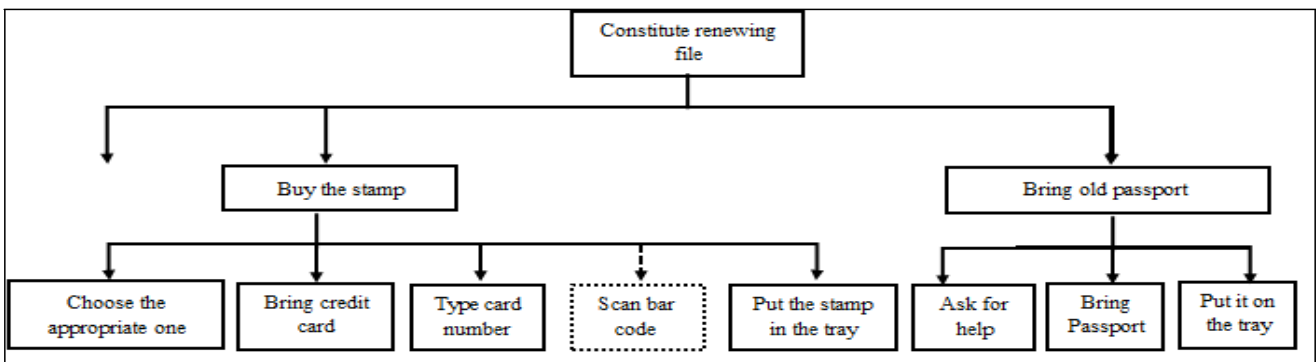 Constitute renewing
file
Buy the stamp
Bring old passport
Choose the
appropriate one
Bring credit
card
Type card
number
Scan bar
code
Put the stamp
in the tray
Ask for
help
Bring
Passport
Put it on
the tray